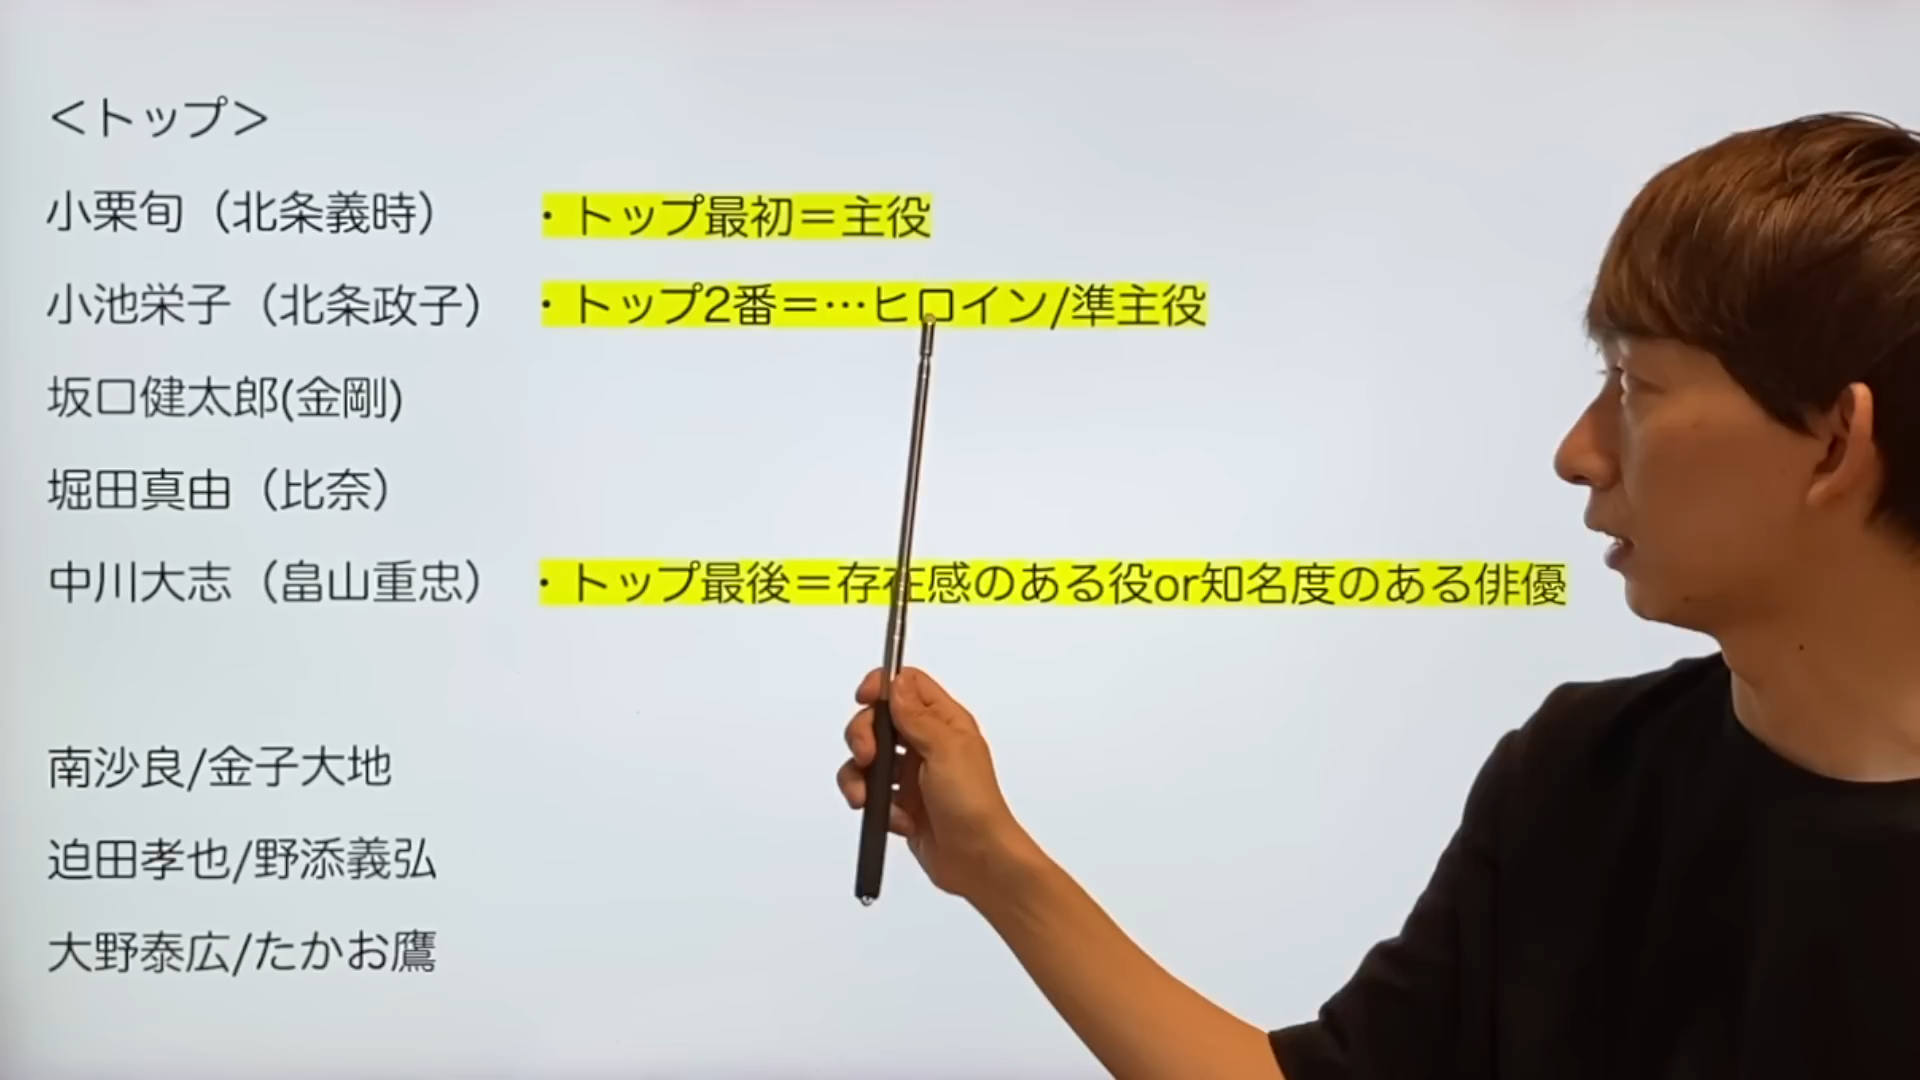 ＜トップ＞
小栗旬（北条義時）　・トップ最初＝主役
小池栄子（北条政子）　・トップ2番＝…ヒロイン/準主役
坂口健太郎(金剛)
堀田真由（比奈）
中川大志（畠山重忠）　・トップ最後＝存在感のある役or知名度のある俳優
南沙良/金子大地
迫田孝也/野添義弘
大野泰広/たかお鷹